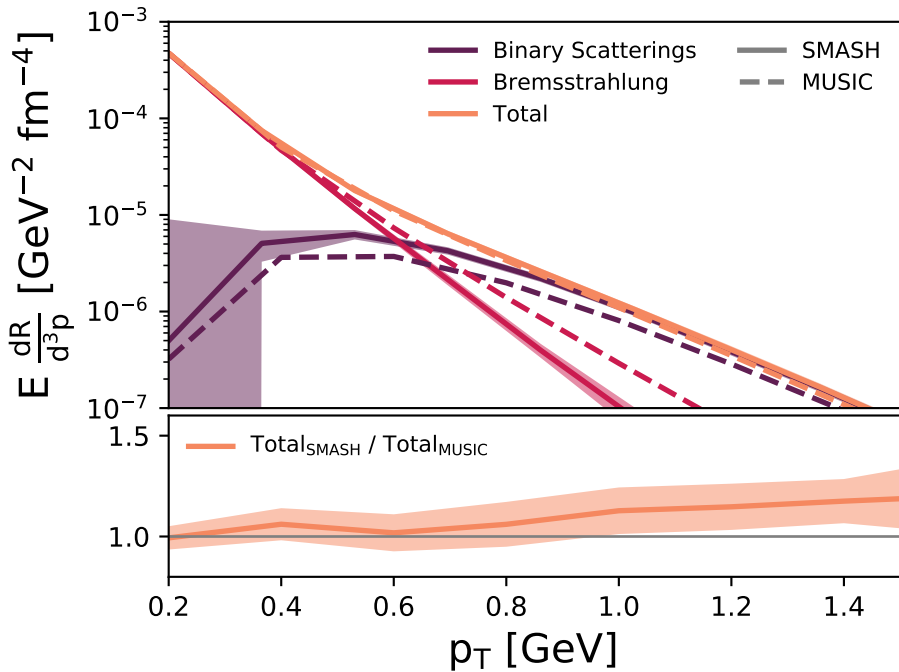 E dR/d³p [GeV⁻² fm⁻⁴]
10⁻³
10⁻⁴
10⁻⁵
10⁻⁶
10⁻⁷
Binary Scatterings
Bremsstrahlung
Total
SMASH
MUSIC
1.5
1.0
Total_SMASH / Total_MUSIC
0.2 0.4 0.6 0.8 1.0 1.2 1.4
p_T [GeV]